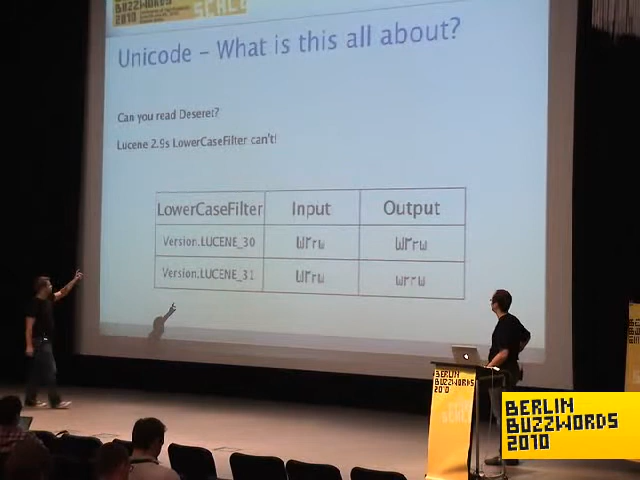 BUZZWORDS
2010
SCALE
Unicode – What is this all about?
Can you read Deseret?
Lucene 2.9s LowerCaseFilter can't!
LowerCaseFilter Input Output
Version.LUCENE_30
Version.LUCENE_31
BERLIN
BUZZWORDS
2010
BERLIN
BUZZWORDS
2010